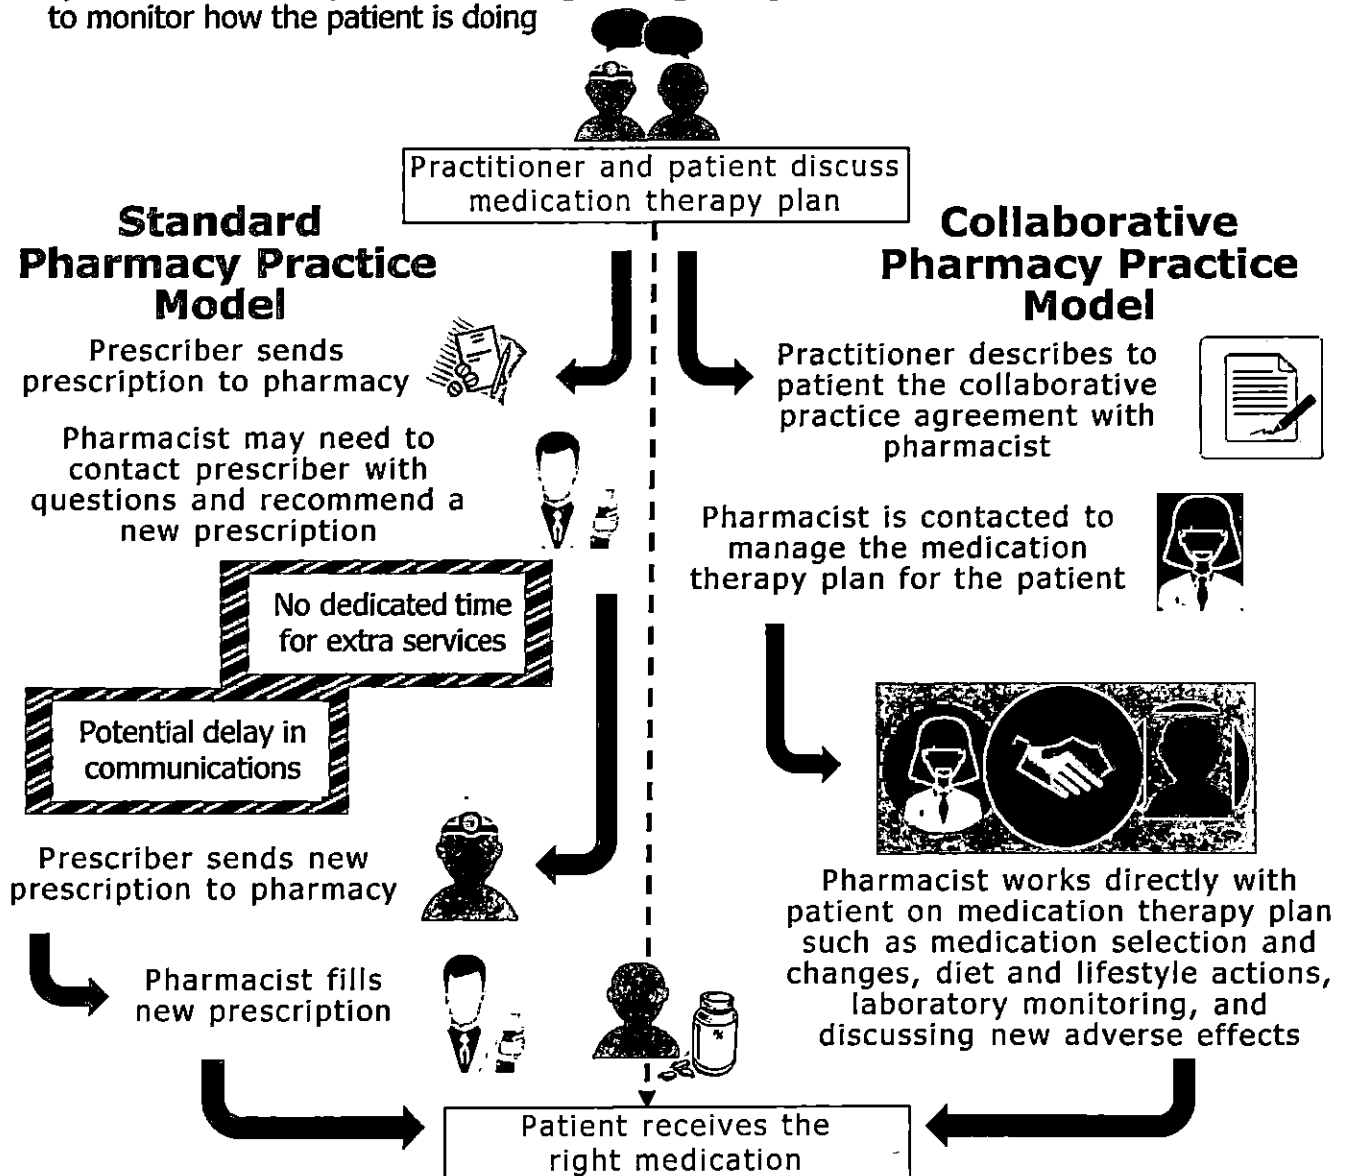 to monitor how the patient is doing
Practitioner and patient discuss
medication therapy plan
Standard
Pharmacy Practice
Model
Prescriber sends
prescription to pharmacy
Pharmacist may need to
contact prescriber with
questions and recommend a
new prescription
No dedicated time
for extra services
Potential delay in
communications
Prescriber sends new
prescription to pharmacy
Pharmacist fills
new prescription
Collaborative
Pharmacy Practice
Model
Practitioner describes to
patient the collaborative
practice agreement with
pharmacist
Pharmacist is contacted to
manage the medication
therapy plan for the patient
Pharmacist works directly with
patient on medication therapy plan
such as medication selection and
changes, diet and lifestyle actions,
laboratory monitoring, and
discussing new adverse effects
Patient receives the
right medication